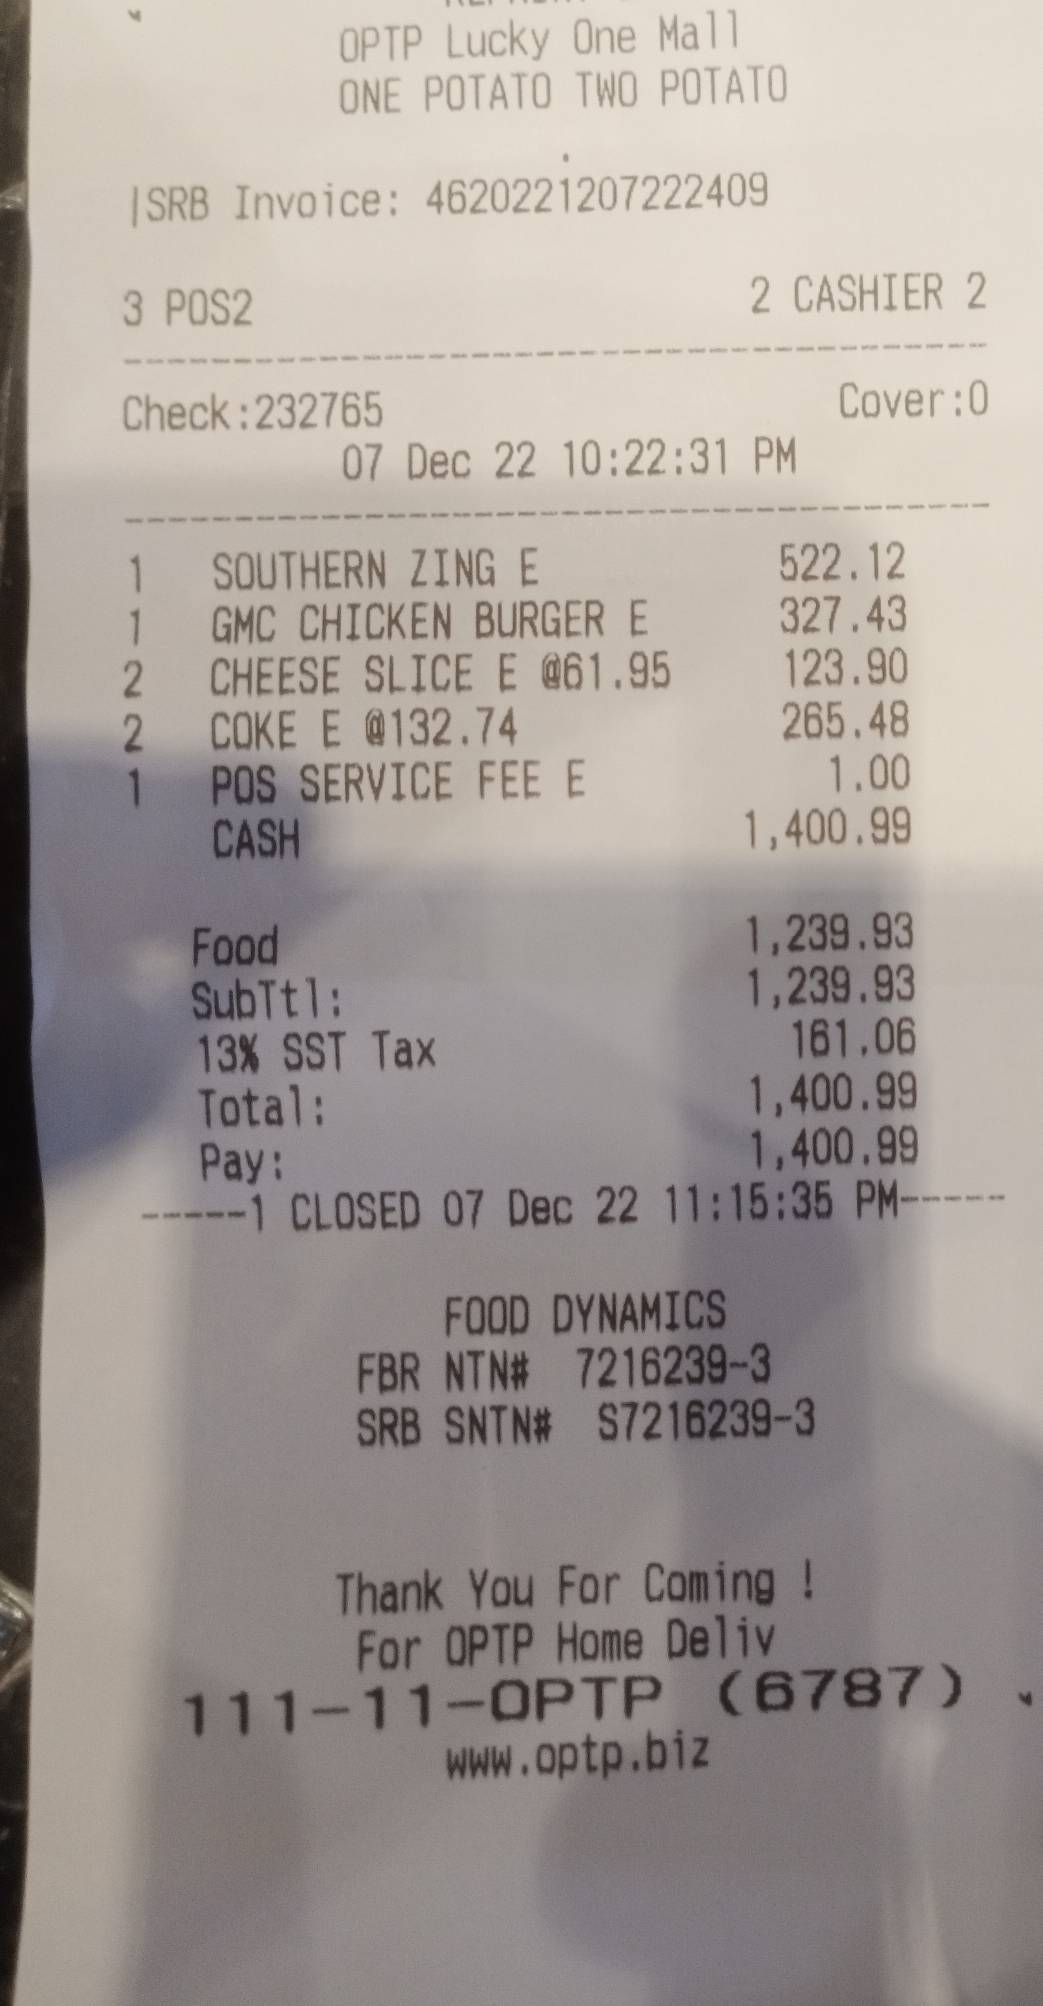 OPTP Lucky One Mall
ONE POTATO TWO POTATO
|SRB Invoice: 4620221207222409
3 POS2 2 CASHIER 2
Check:232765 Cover:0
07 Dec 22 10:22:31 PM
1 SOUTHERN ZING E 522.12
1 GMC CHICKEN BURGER E 327.43
2 CHEESE SLICE E @61.95 123.90
2 COKE E @132.74 265.48
1 POS SERVICE FEE E 1.00
CASH 1,400.99
Food 1,239.93
SubTtl: 1,239.93
13% SST Tax 161.06
Total: 1,400.99
Pay: 1,400.99
-----1 CLOSED 07 Dec 22 11:15:35 PM-----
FOOD DYNAMICS
FBR NTN# 7216239-3
SRB SNTN# S7216239-3
Thank You For Coming !
For OPTP Home Deliv
111-11-OPTP (6787)
www.optp.biz